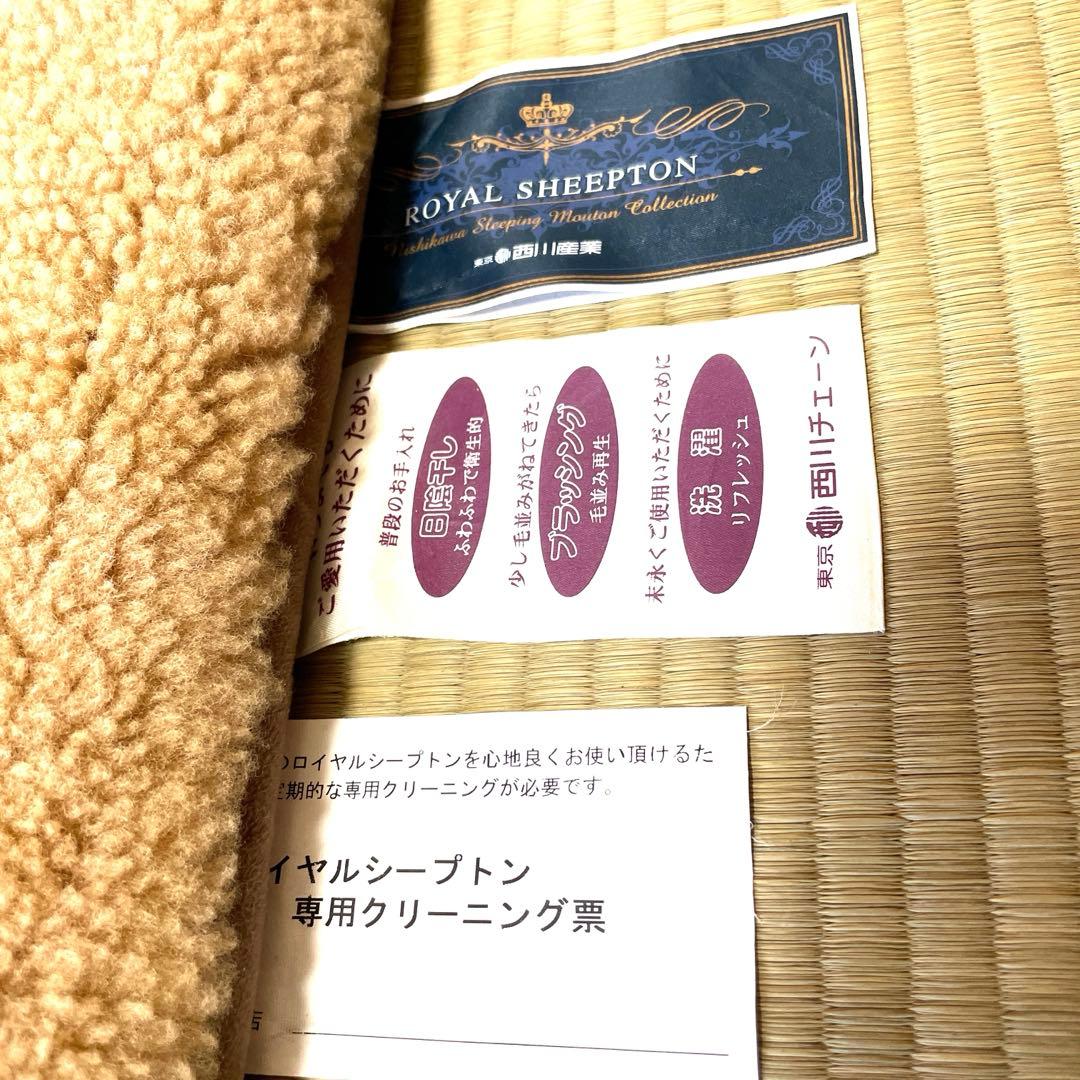 ROYAL SHEEPTON
Nishikawa Sleeping Mouton Collection
東京 西川産業
ご愛用いただくために
普段のお手入れ
日陰干し
ふわふわで衛生的
少し毛並みがねてきたら
ブラッシング
毛並み再生
末永くご使用いただくために
洗濯
リフレッシュ
東京 西川チェーン
のロイヤルシープトンを心地良くお使い頂けるた
定期的な専用クリーニングが必要です。
イヤルシープトン
専用クリーニング票
店